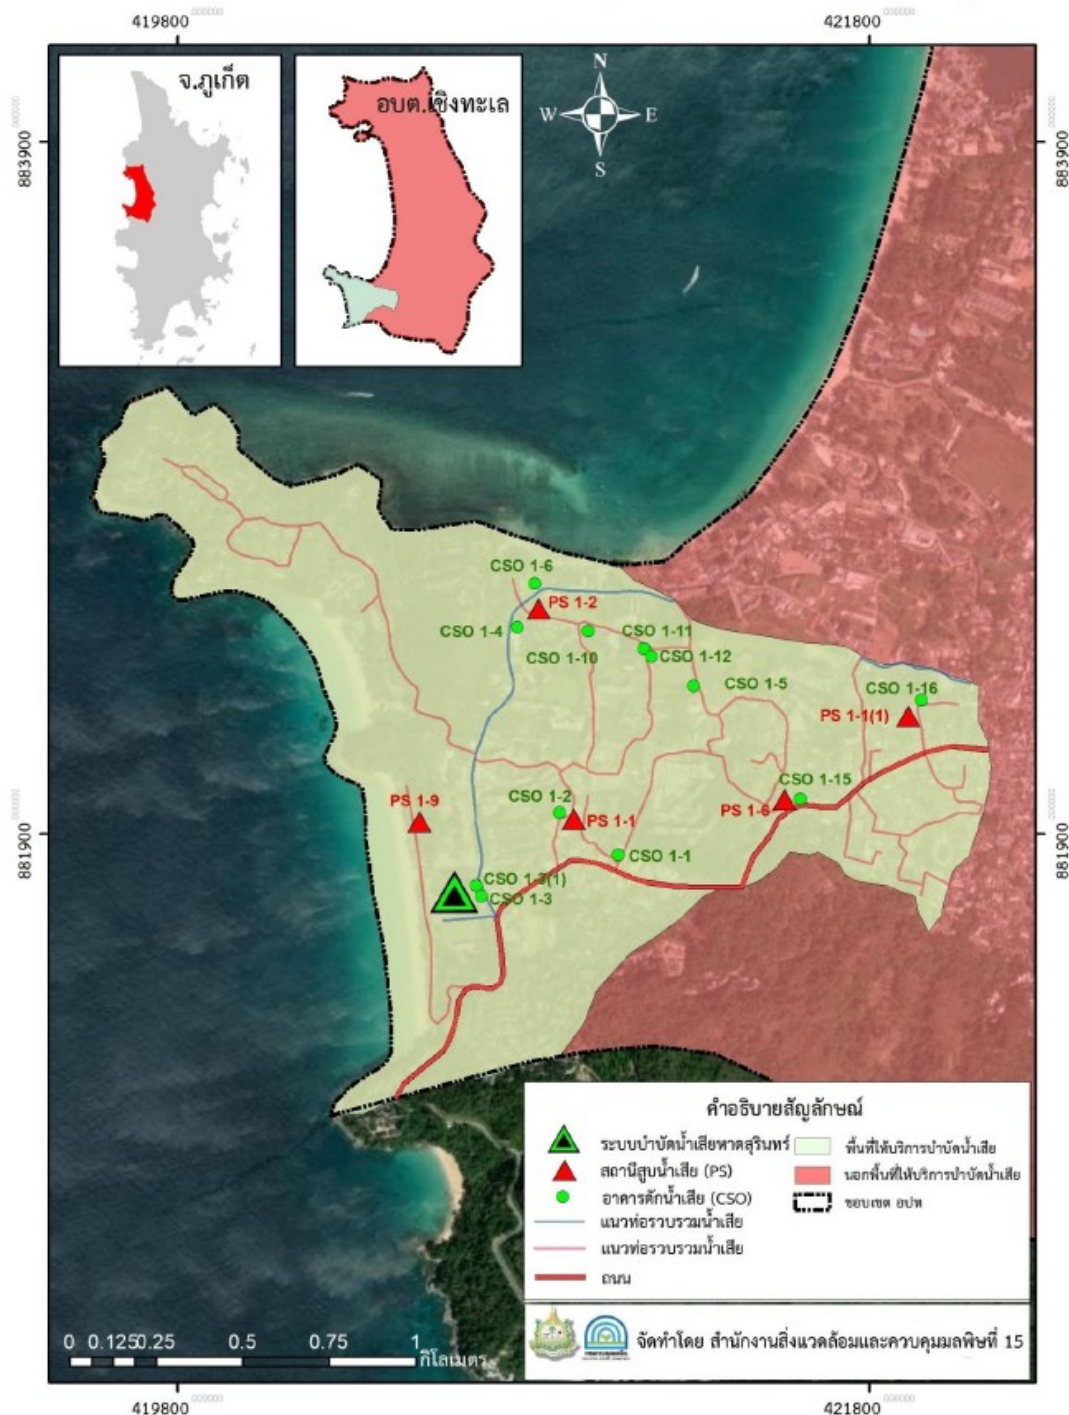 419800
421800
จ.ภูเก็ต
อบต.เชิงทะเล
N
W E
S
883900
883900
CSO 1-6
PS 1-2
CSO 1-4
CSO 1-11
CSO 1-10
CSO 1-12
CSO 1-5
CSO 1-16
PS 1-1(1)
CSO 1-15
PS 1-9
CSO 1-2
PS 1-6
PS 1-1
CSO 1-1
CSO 1-3(1)
CSO 1-3
881900
881900
คำอธิบายสัญลักษณ์
ระบบบำบัดน้ำเสียหาดสุรินทร์
พื้นที่ให้บริการบำบัดน้ำเสีย
สถานีสูบน้ำเสีย (PS)
นอกพื้นที่ให้บริการบำบัดน้ำเสีย
อาคารดักน้ำเสีย (CSO)
ขอบเขต อปท
แนวท่อรวบรวมน้ำเสีย
แนวท่อรวบรวมน้ำเสีย
ถนน
จัดทำโดย สำนักงานสิ่งแวดล้อมและควบคุมมลพิษที่ 15
0 0.1250.25 0.5 0.75 1
กิโลเมตร
419800
421800